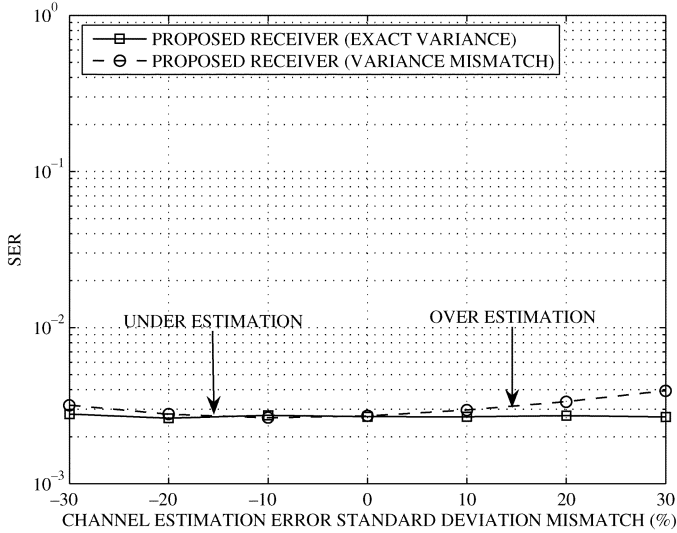 10^0
PROPOSED RECEIVER (EXACT VARIANCE)
PROPOSED RECEIVER (VARIANCE MISMATCH)
10^−1
SER
10^−2
UNDER ESTIMATION
OVER ESTIMATION
10^−3
−30 −20 −10 0 10 20 30
CHANNEL ESTIMATION ERROR STANDARD DEVIATION MISMATCH (%)